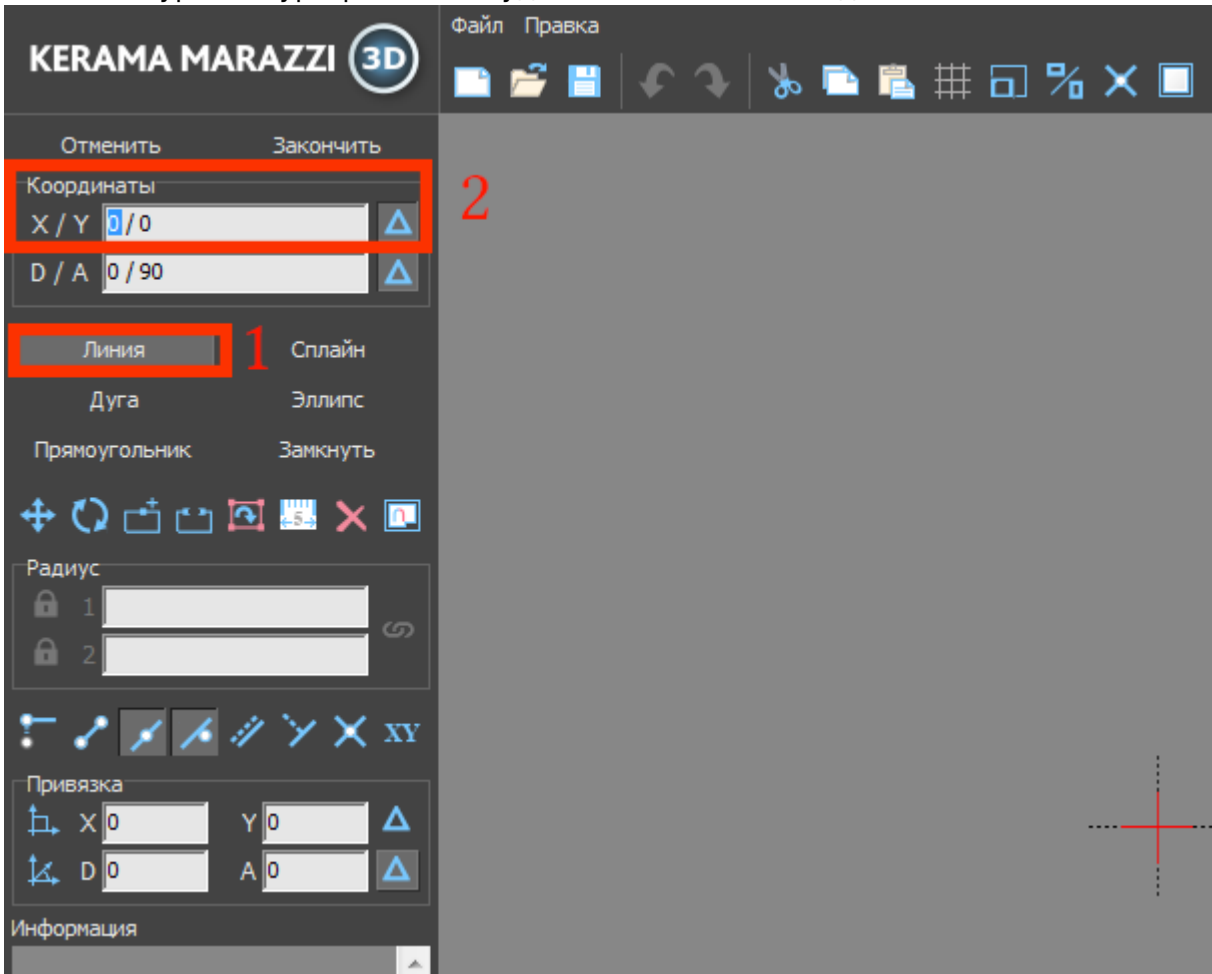 KERAMA MARAZZI 3D
Файл Правка
Отменить Закончить
Координаты
X / Y 0 / 0
2
D / A 0 / 90
Линия 1 Сплайн
Дуга Эллипс
Прямоугольник Замкнуть
5
Радиус
1
2
XY
Привязка
X 0 Y 0
D 0 A 0
Информация